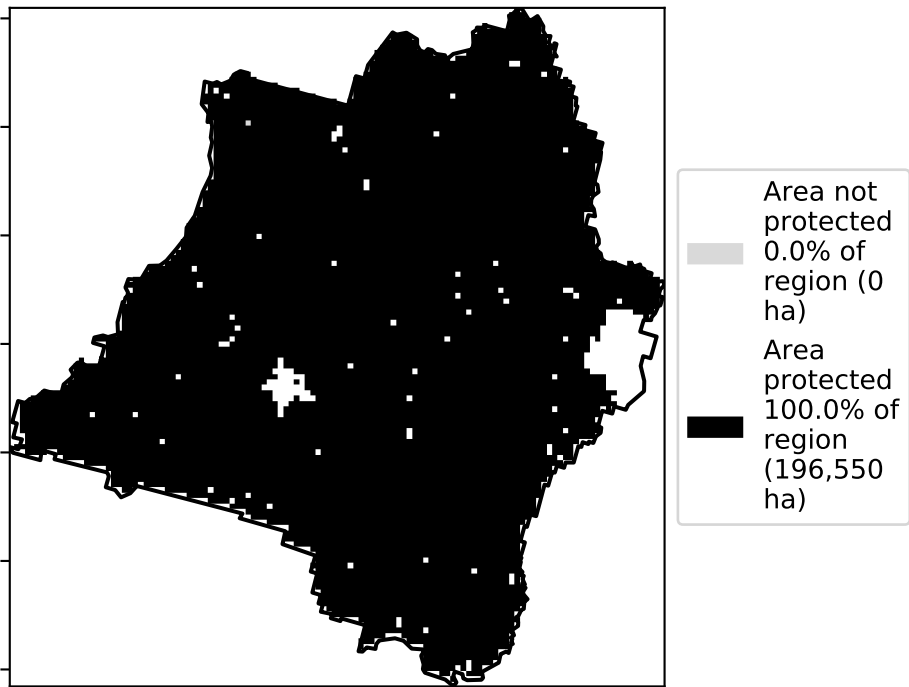 Area not
protected
0.0% of
region (0
ha)
Area
protected
100.0% of
region
(196,550
ha)